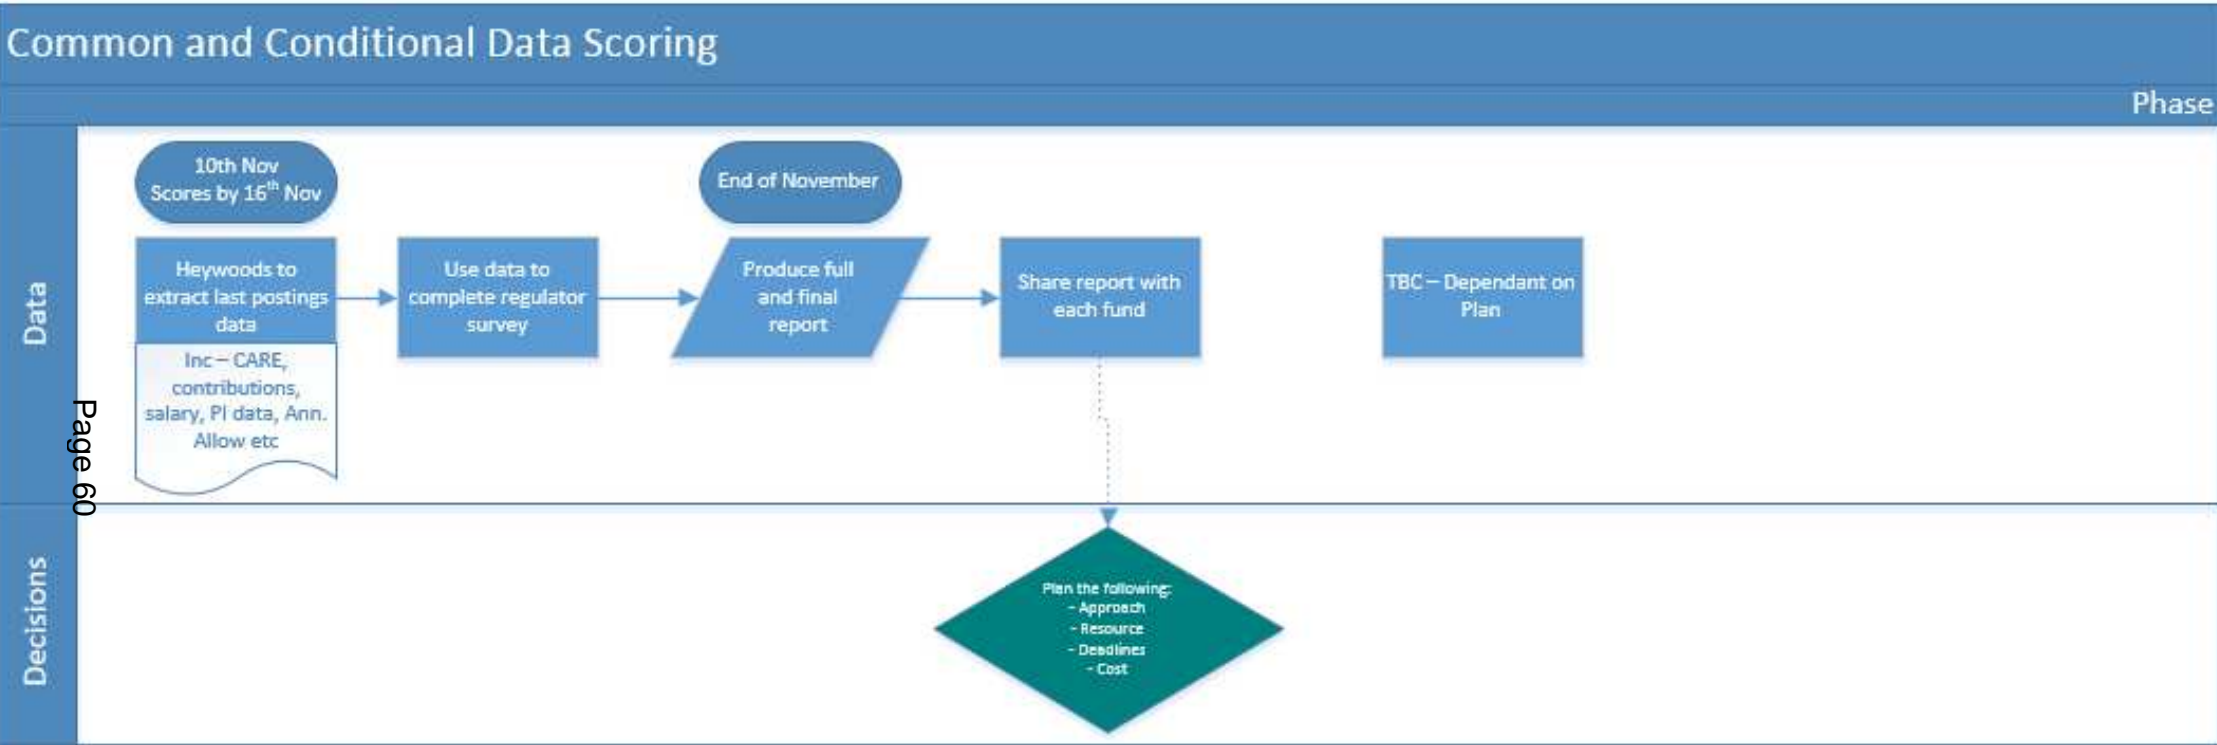 Common and Conditional Data Scoring
Phase
Data
10th Nov
Scores by 16th Nov
End of November
Heywoods to
extract last postings
data
Inc – CARE,
contributions,
salary, PI data, Ann.
Allow etc
Use data to
complete regulator
survey
Produce full
and final
report
Share report with
each fund
TBC – Dependant on
Plan
Page 60
Decisions
Plan the following:
- Approach
- Resource
- Deadlines
- Cost